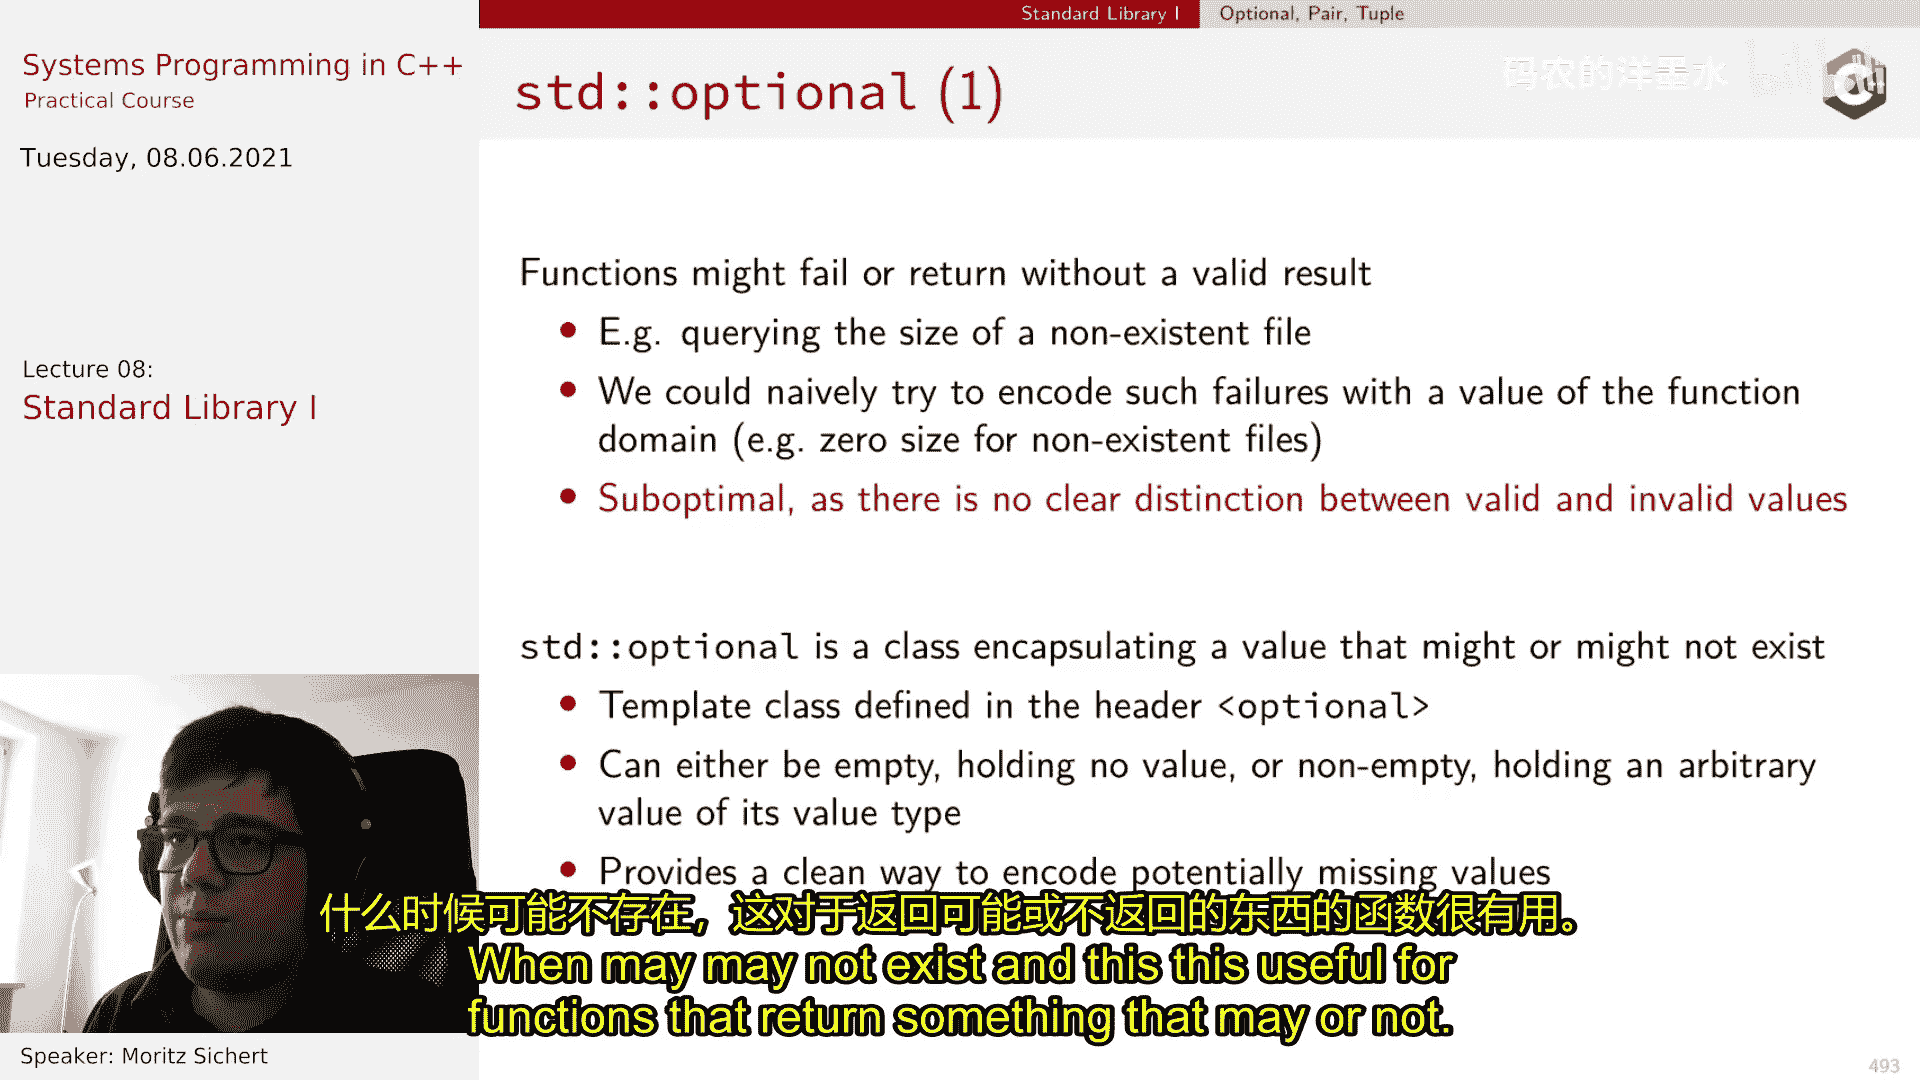 Standard Library I
Optional, Pair, Tuple
Systems Programming in C++
Practical Course
Tuesday, 08.06.2021
Lecture 08:
Standard Library I
std::optional (1)
码农的洋墨水
Functions might fail or return without a valid result
E.g. querying the size of a non-existent file
We could naively try to encode such failures with a value of the function
domain (e.g. zero size for non-existent files)
Suboptimal, as there is no clear distinction between valid and invalid values
std::optional is a class encapsulating a value that might or might not exist
Template class defined in the header <optional>
Can either be empty, holding no value, or non-empty, holding an arbitrary
value of its value type
Provides a clean way to encode potentially missing values
什么时候可能不存在，这对于返回可能或不返回的东西的函数很有用。
When may may not exist and this this useful for
functions that return something that may or not.
Speaker: Moritz Sichert
493